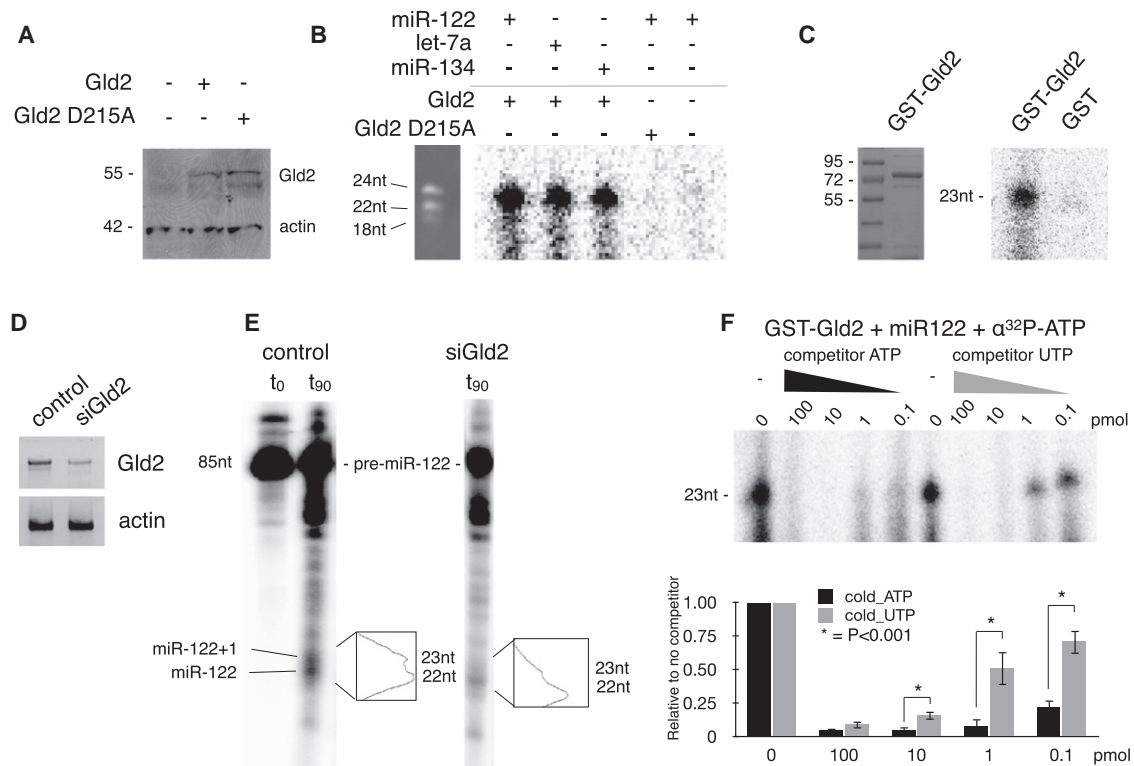 A
Gld2 - + -
Gld2 D215A - - +
55 -
Gld2
42 -
actin
B
miR-122 + - - + +
let-7a - + - - -
miR-134 - - + - -
Gld2 + + + - -
Gld2 D215A - - - + -
24nt
22nt
18nt
C
GST-Gld2
95 -
72 -
55 -
GST-Gld2
GST
23nt -
D
control
siGld2
Gld2
actin
E
control
siGld2
t0 t90 t90
85nt
- pre-miR-122 -
miR-122+1
miR-122
23nt
22nt
23nt
22nt
F
GST-Gld2 + miR122 + α32P-ATP
competitor ATP
competitor UTP
- -
0 100 10 1 0.1 0 100 10 1 0.1 pmol
23nt -
Relative to no competitor
1.00
0.75
0.50
0.25
0
cold_ATP
cold_UTP
* = P<0.001
* * *
0 100 10 1 0.1 pmol